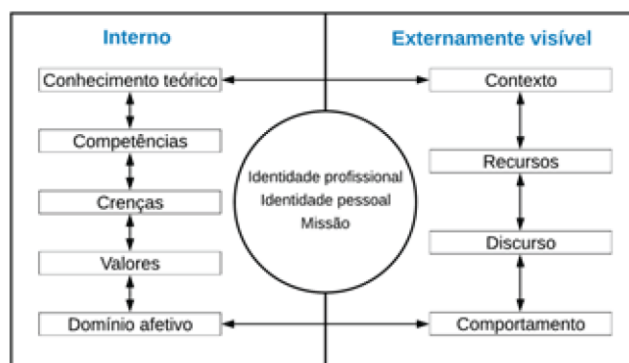 Interno
Externamente visível
Conhecimento teórico
Contexto
Competências
Recursos
Identidade profissional
Identidade pessoal
Missão
Crenças
Discurso
Valores
Domínio afetivo
Comportamento